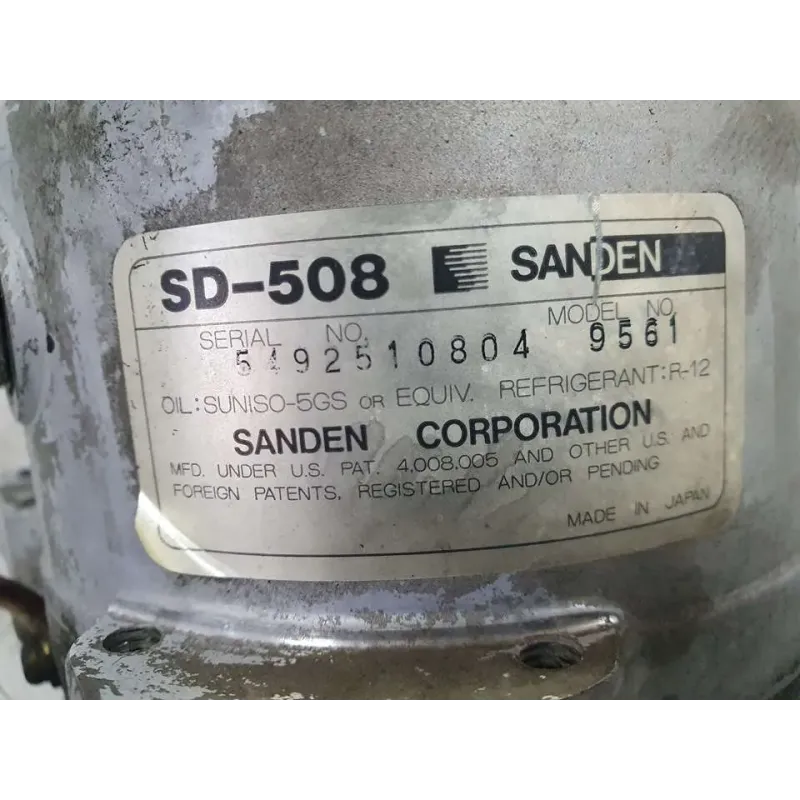 SD-508 SANDEN
SERIAL NO. MODEL NO.
5492510804 9561
OIL: SUNISO-5GS OR EQUIV. REFRIGERANT: R-12
SANDEN CORPORATION
MFD. UNDER U.S. PAT. 4,008,005 AND OTHER U.S. AND
FOREIGN PATENTS, REGISTERED AND/OR PENDING
MADE IN JAPAN